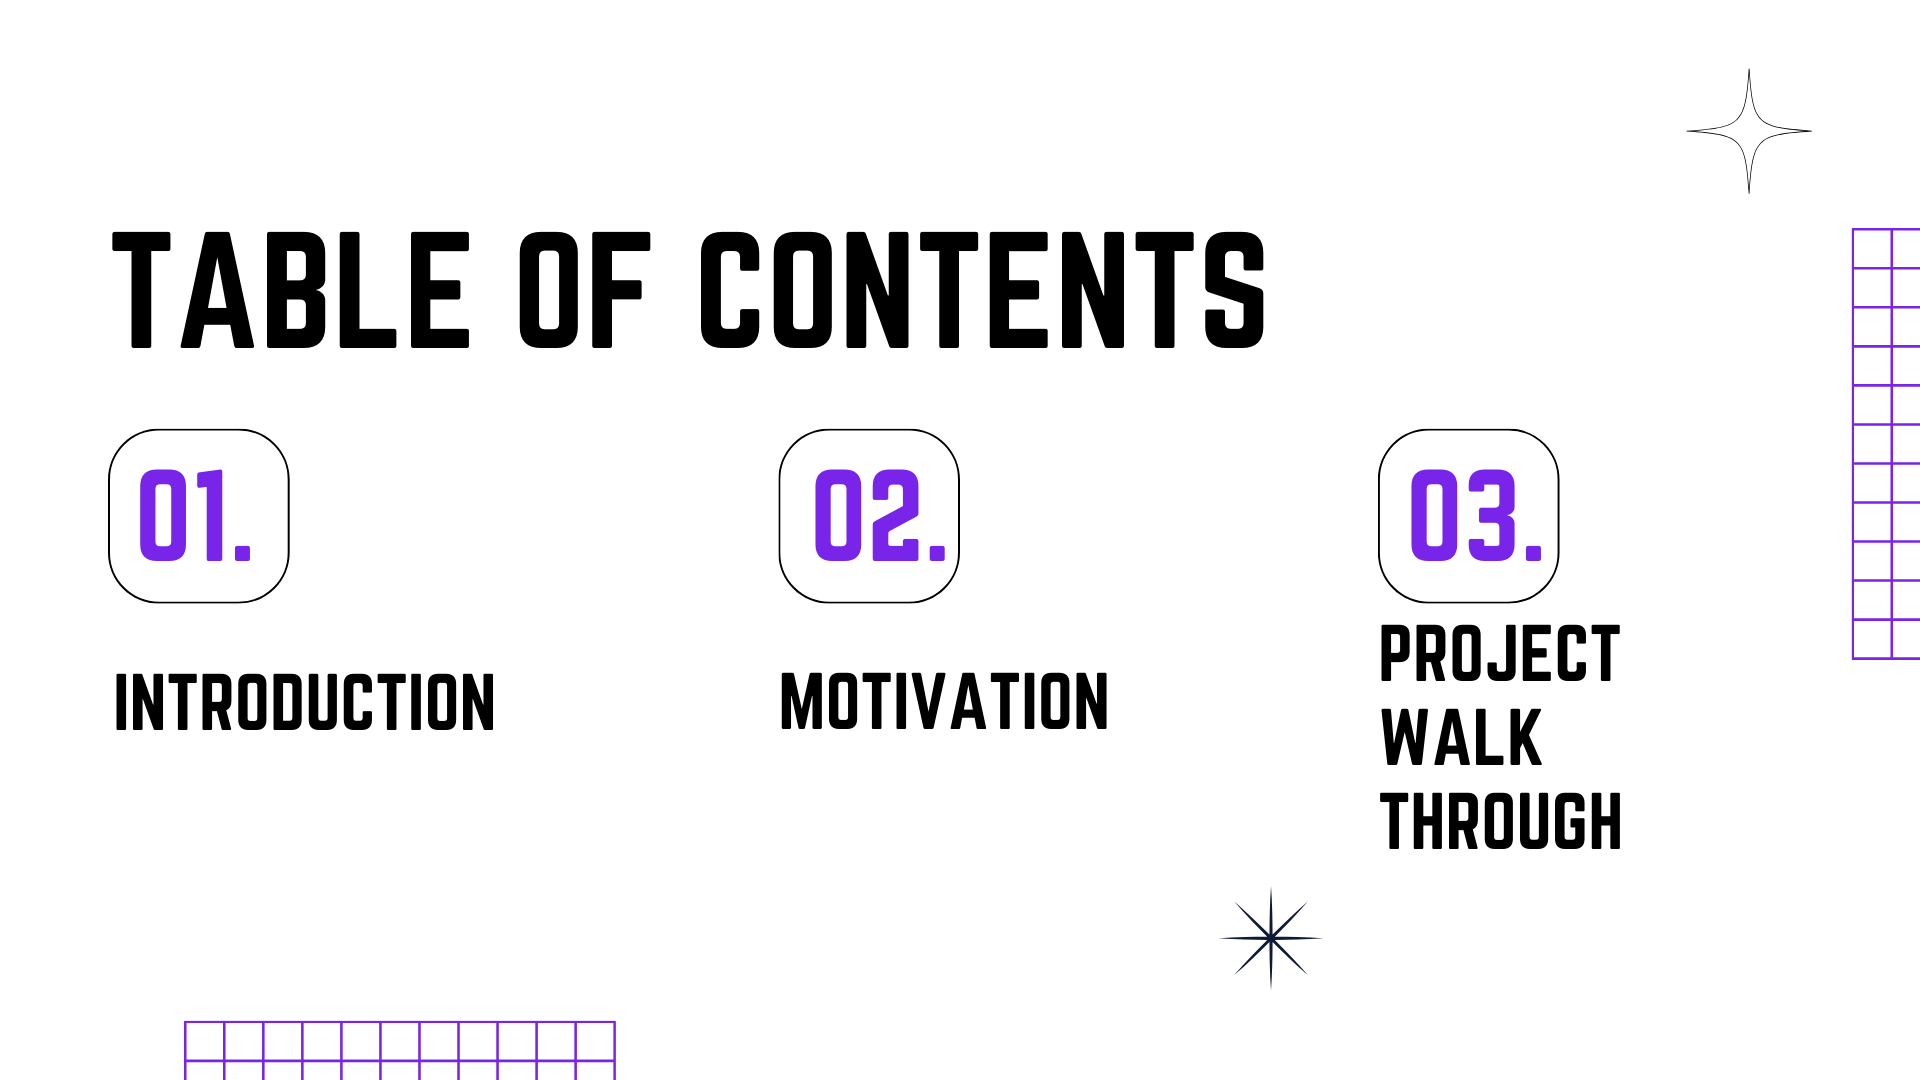 TABLE OF CONTENTS
01.
INTRODUCTION
02.
MOTIVATION
03.
PROJECT
WALK
THROUGH